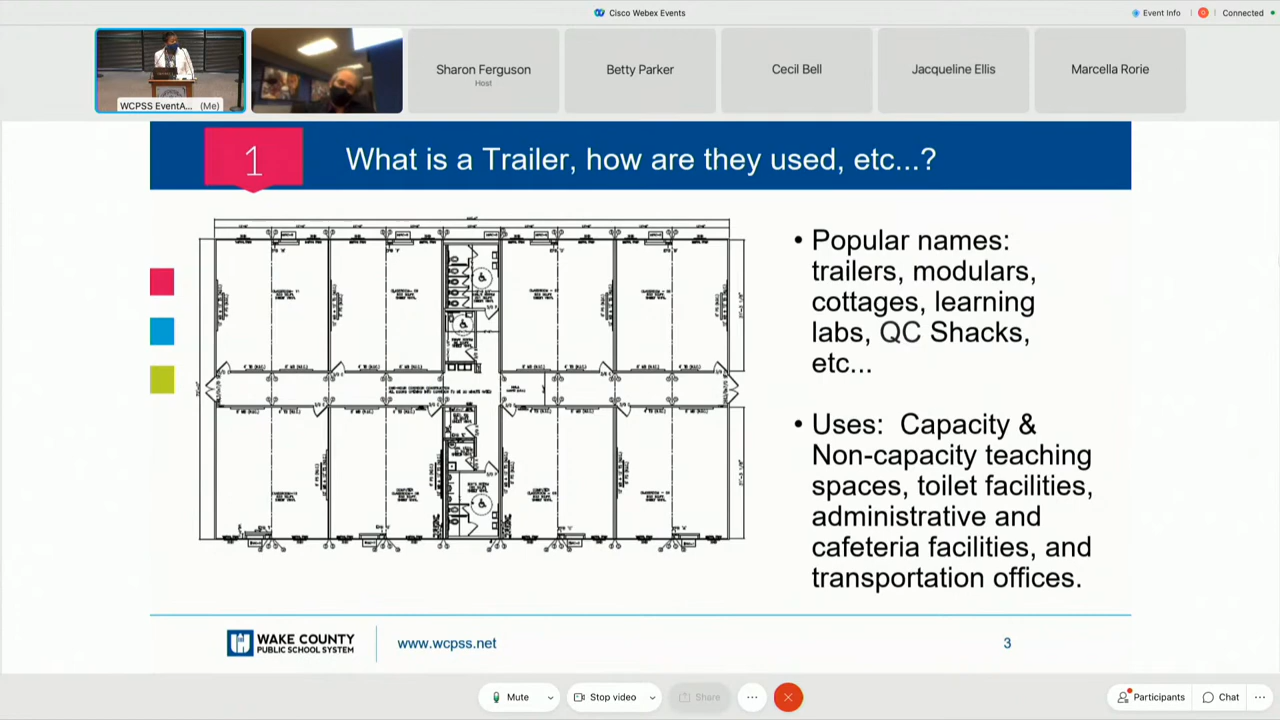 Cisco Webex Events
Event Info
Connected
WCPSS EventA... (Me)
Sharon Ferguson
Host
Betty Parker
Cecil Bell
Jacqueline Ellis
Marcella Rorie
1
What is a Trailer, how are they used, etc...?
• Popular names:
trailers, modulars,
cottages, learning
labs, QC Shacks,
etc...
• Uses: Capacity &
Non-capacity teaching
spaces, toilet facilities,
administrative and
cafeteria facilities, and
transportation offices.
WAKE COUNTY
PUBLIC SCHOOL SYSTEM
www.wcpss.net
3
Mute
Stop video
Share
Participants
Chat